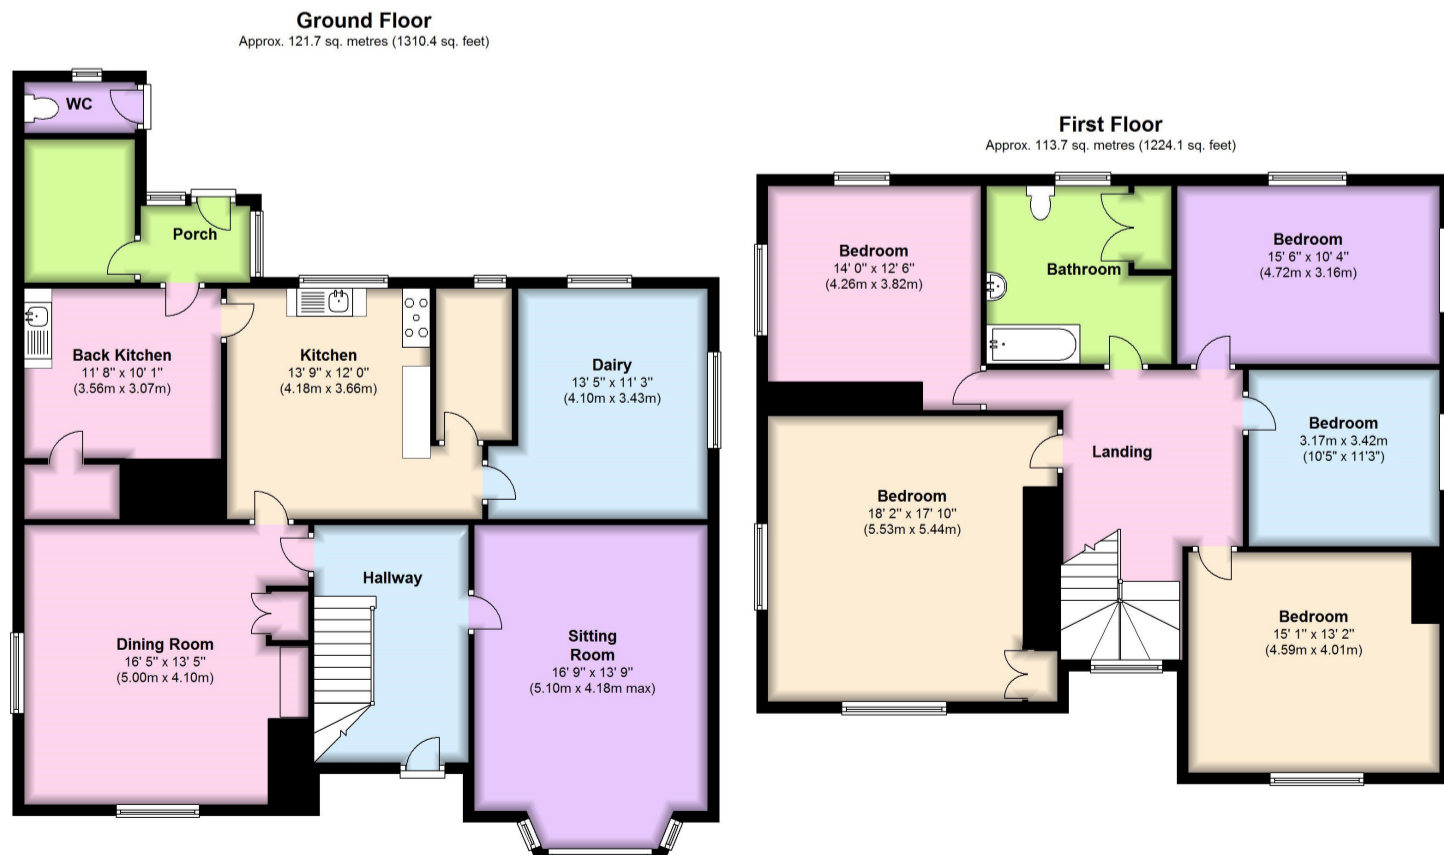 Ground Floor
Approx. 121.7 sq. metres (1310.4 sq. feet)
WC
Porch
Back Kitchen
11' 8" x 10' 1"
(3.56m x 3.07m)
Kitchen
13' 9" x 12' 0"
(4.18m x 3.66m)
Dairy
13' 5" x 11' 3"
(4.10m x 3.43m)
Hallway
Dining Room
16' 5" x 13' 5"
(5.00m x 4.10m)
Sitting
Room
16' 9" x 13' 9"
(5.10m x 4.18m max)
First Floor
Approx. 113.7 sq. metres (1224.1 sq. feet)
Bedroom
14' 0" x 12' 6"
(4.26m x 3.82m)
Bathroom
Bedroom
15' 6" x 10' 4"
(4.72m x 3.16m)
Bedroom
3.17m x 3.42m
(10'5" x 11'3")
Landing
Bedroom
18' 2" x 17' 10"
(5.53m x 5.44m)
Bedroom
15' 1" x 13' 2"
(4.59m x 4.01m)